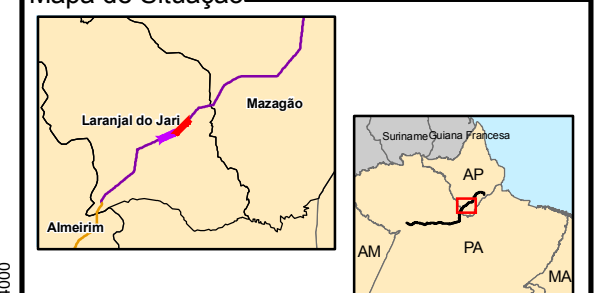 Mapa de Situação
Mazagão
Laranjal do Jari
Almeirim
Suriname
Guiana Francesa
AP
AM
PA
MA